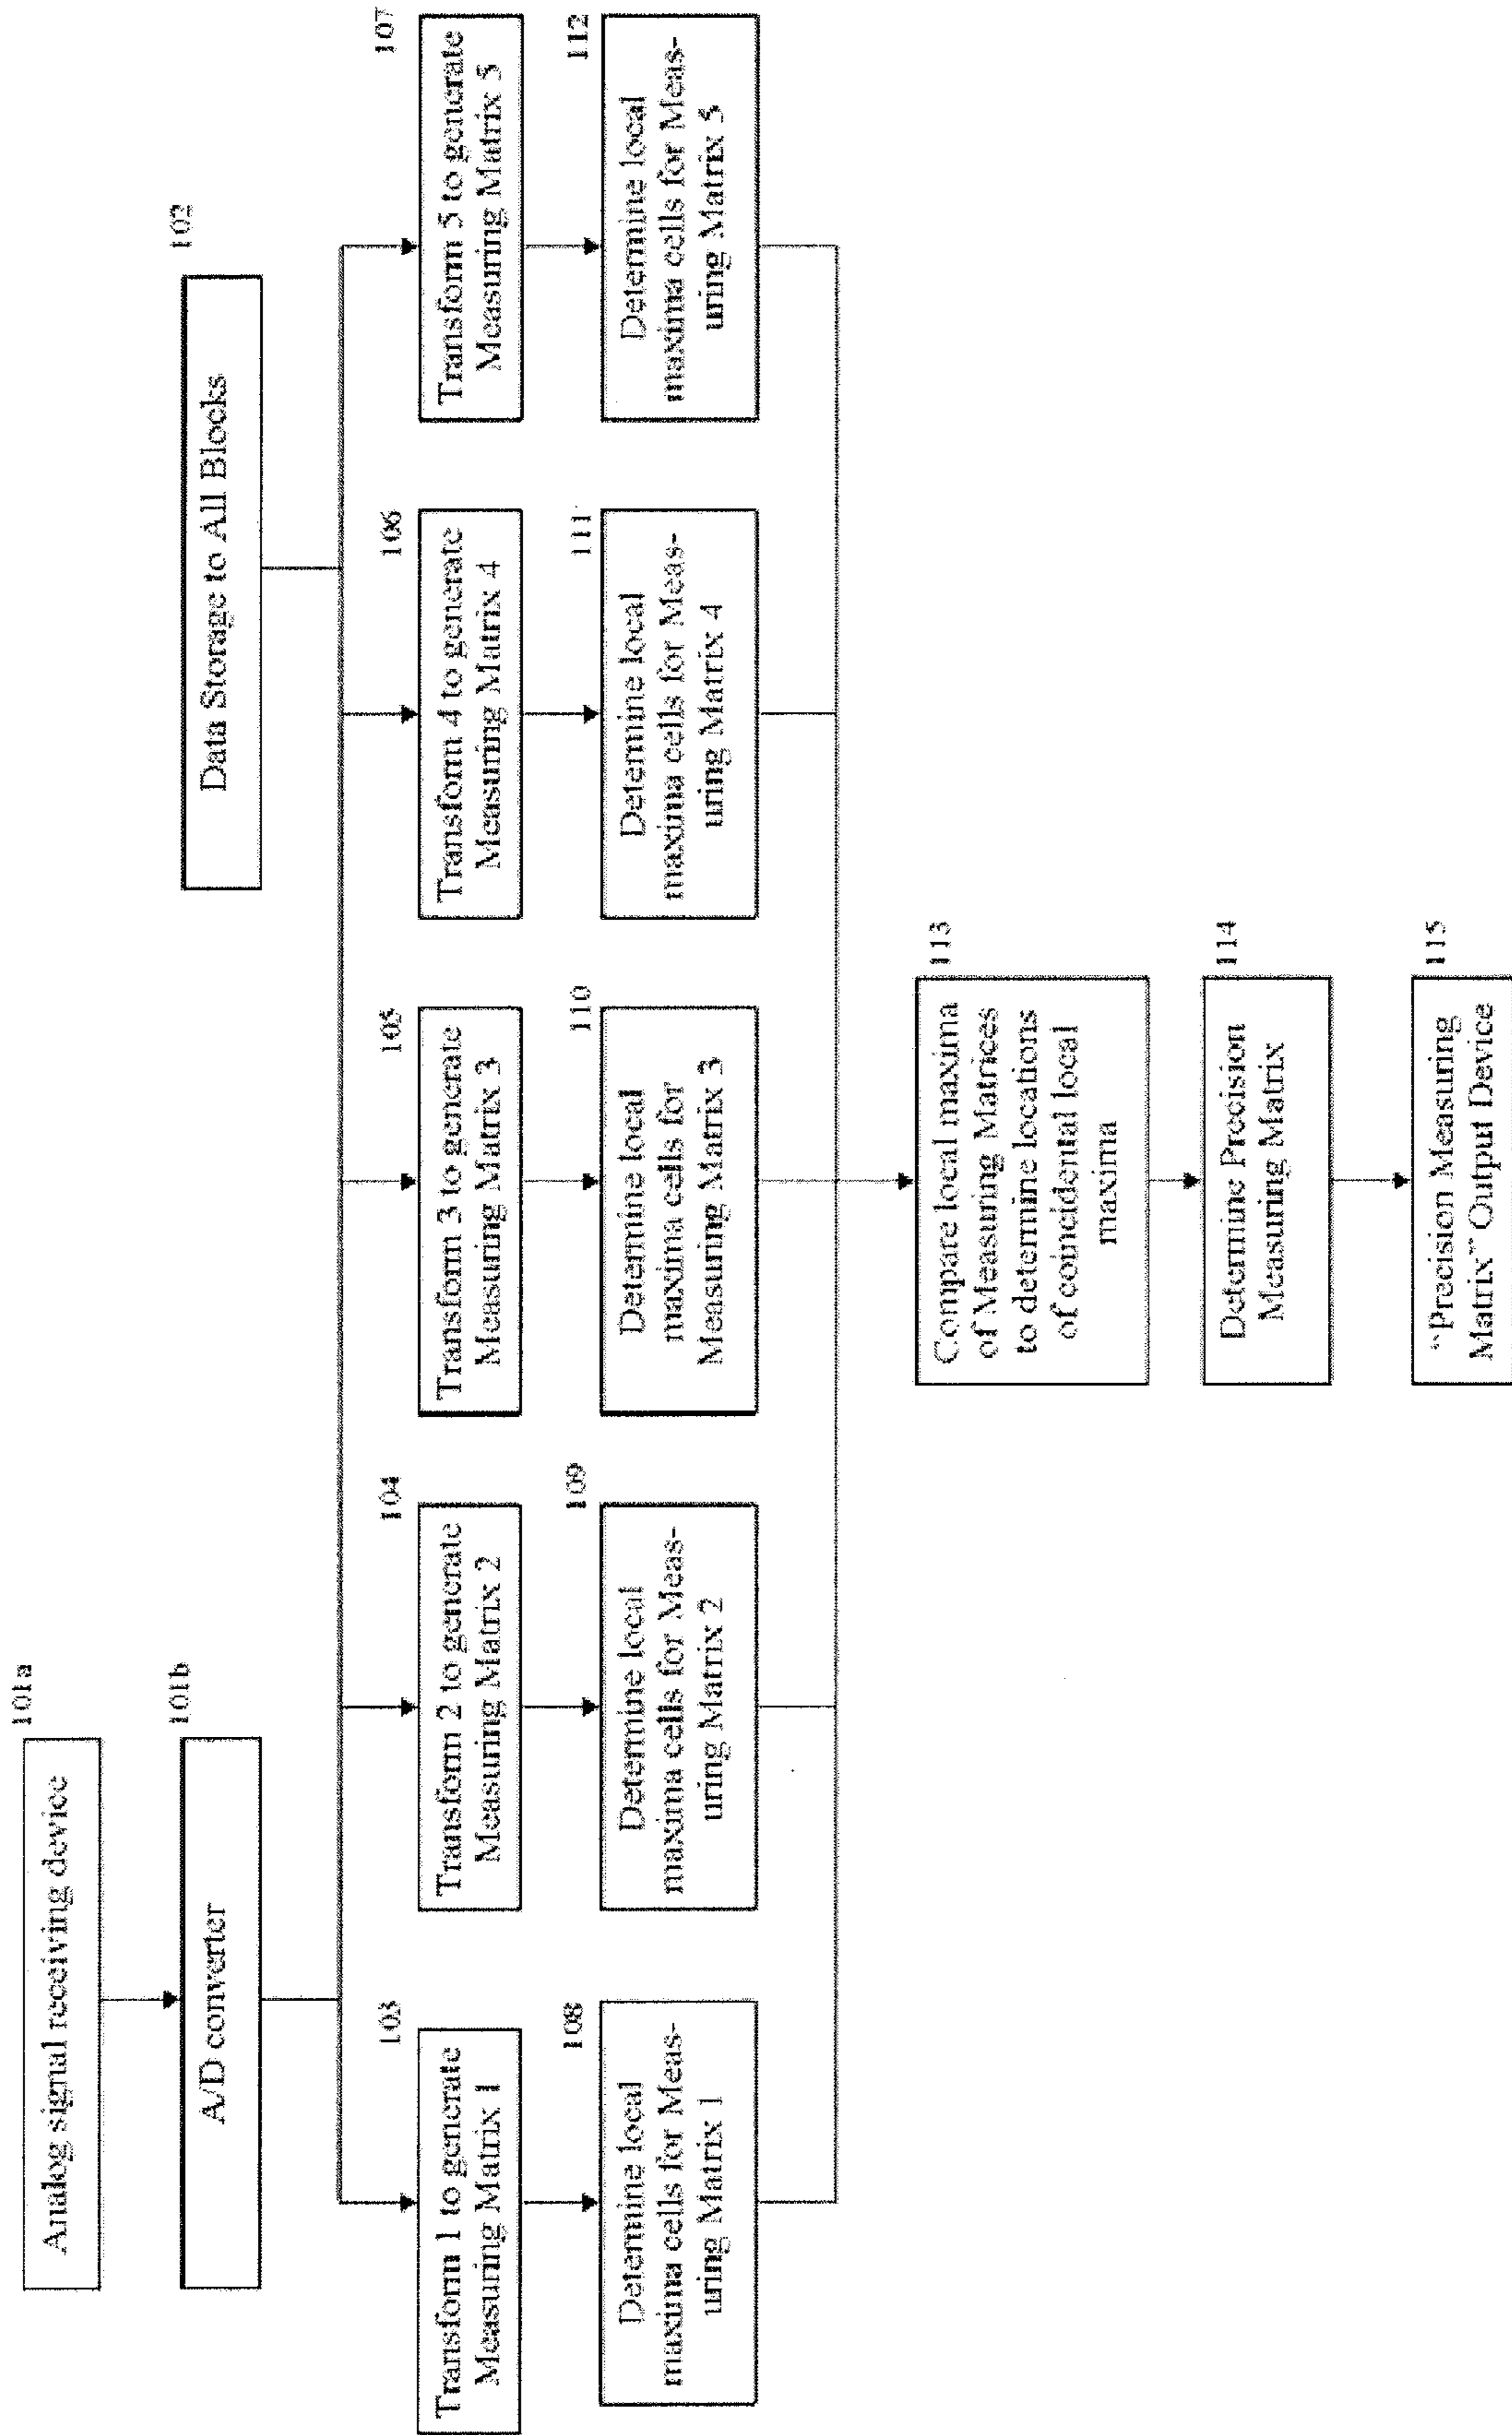 101a
Analog signal receiving device
101b
A/D converter
102
Data Storage to All Blocks
103
Transform 1 to generate
Measuring Matrix 1
104
Transform 2 to generate
Measuring Matrix 2
105
Transform 3 to generate
Measuring Matrix 3
106
Transform 4 to generate
Measuring Matrix 4
107
Transform 5 to generate
Measuring Matrix 5
108
Determine local
maxima cells for Meas-
uring Matrix 1
109
Determine local
maxima cells for Meas-
uring Matrix 2
110
Determine local
maxima cells for
Measuring Matrix 3
111
Determine local
maxima cells for Meas-
uring Matrix 4
112
Determine local
maxima cells for Meas-
uring Matrix 5
113
Compare local maxima
of Measuring Matrices
to determine locations
of coincidental local
maxima
114
Determine Precision
Measuring Matrix
115
“Precision Measuring
Matrix” Output Device